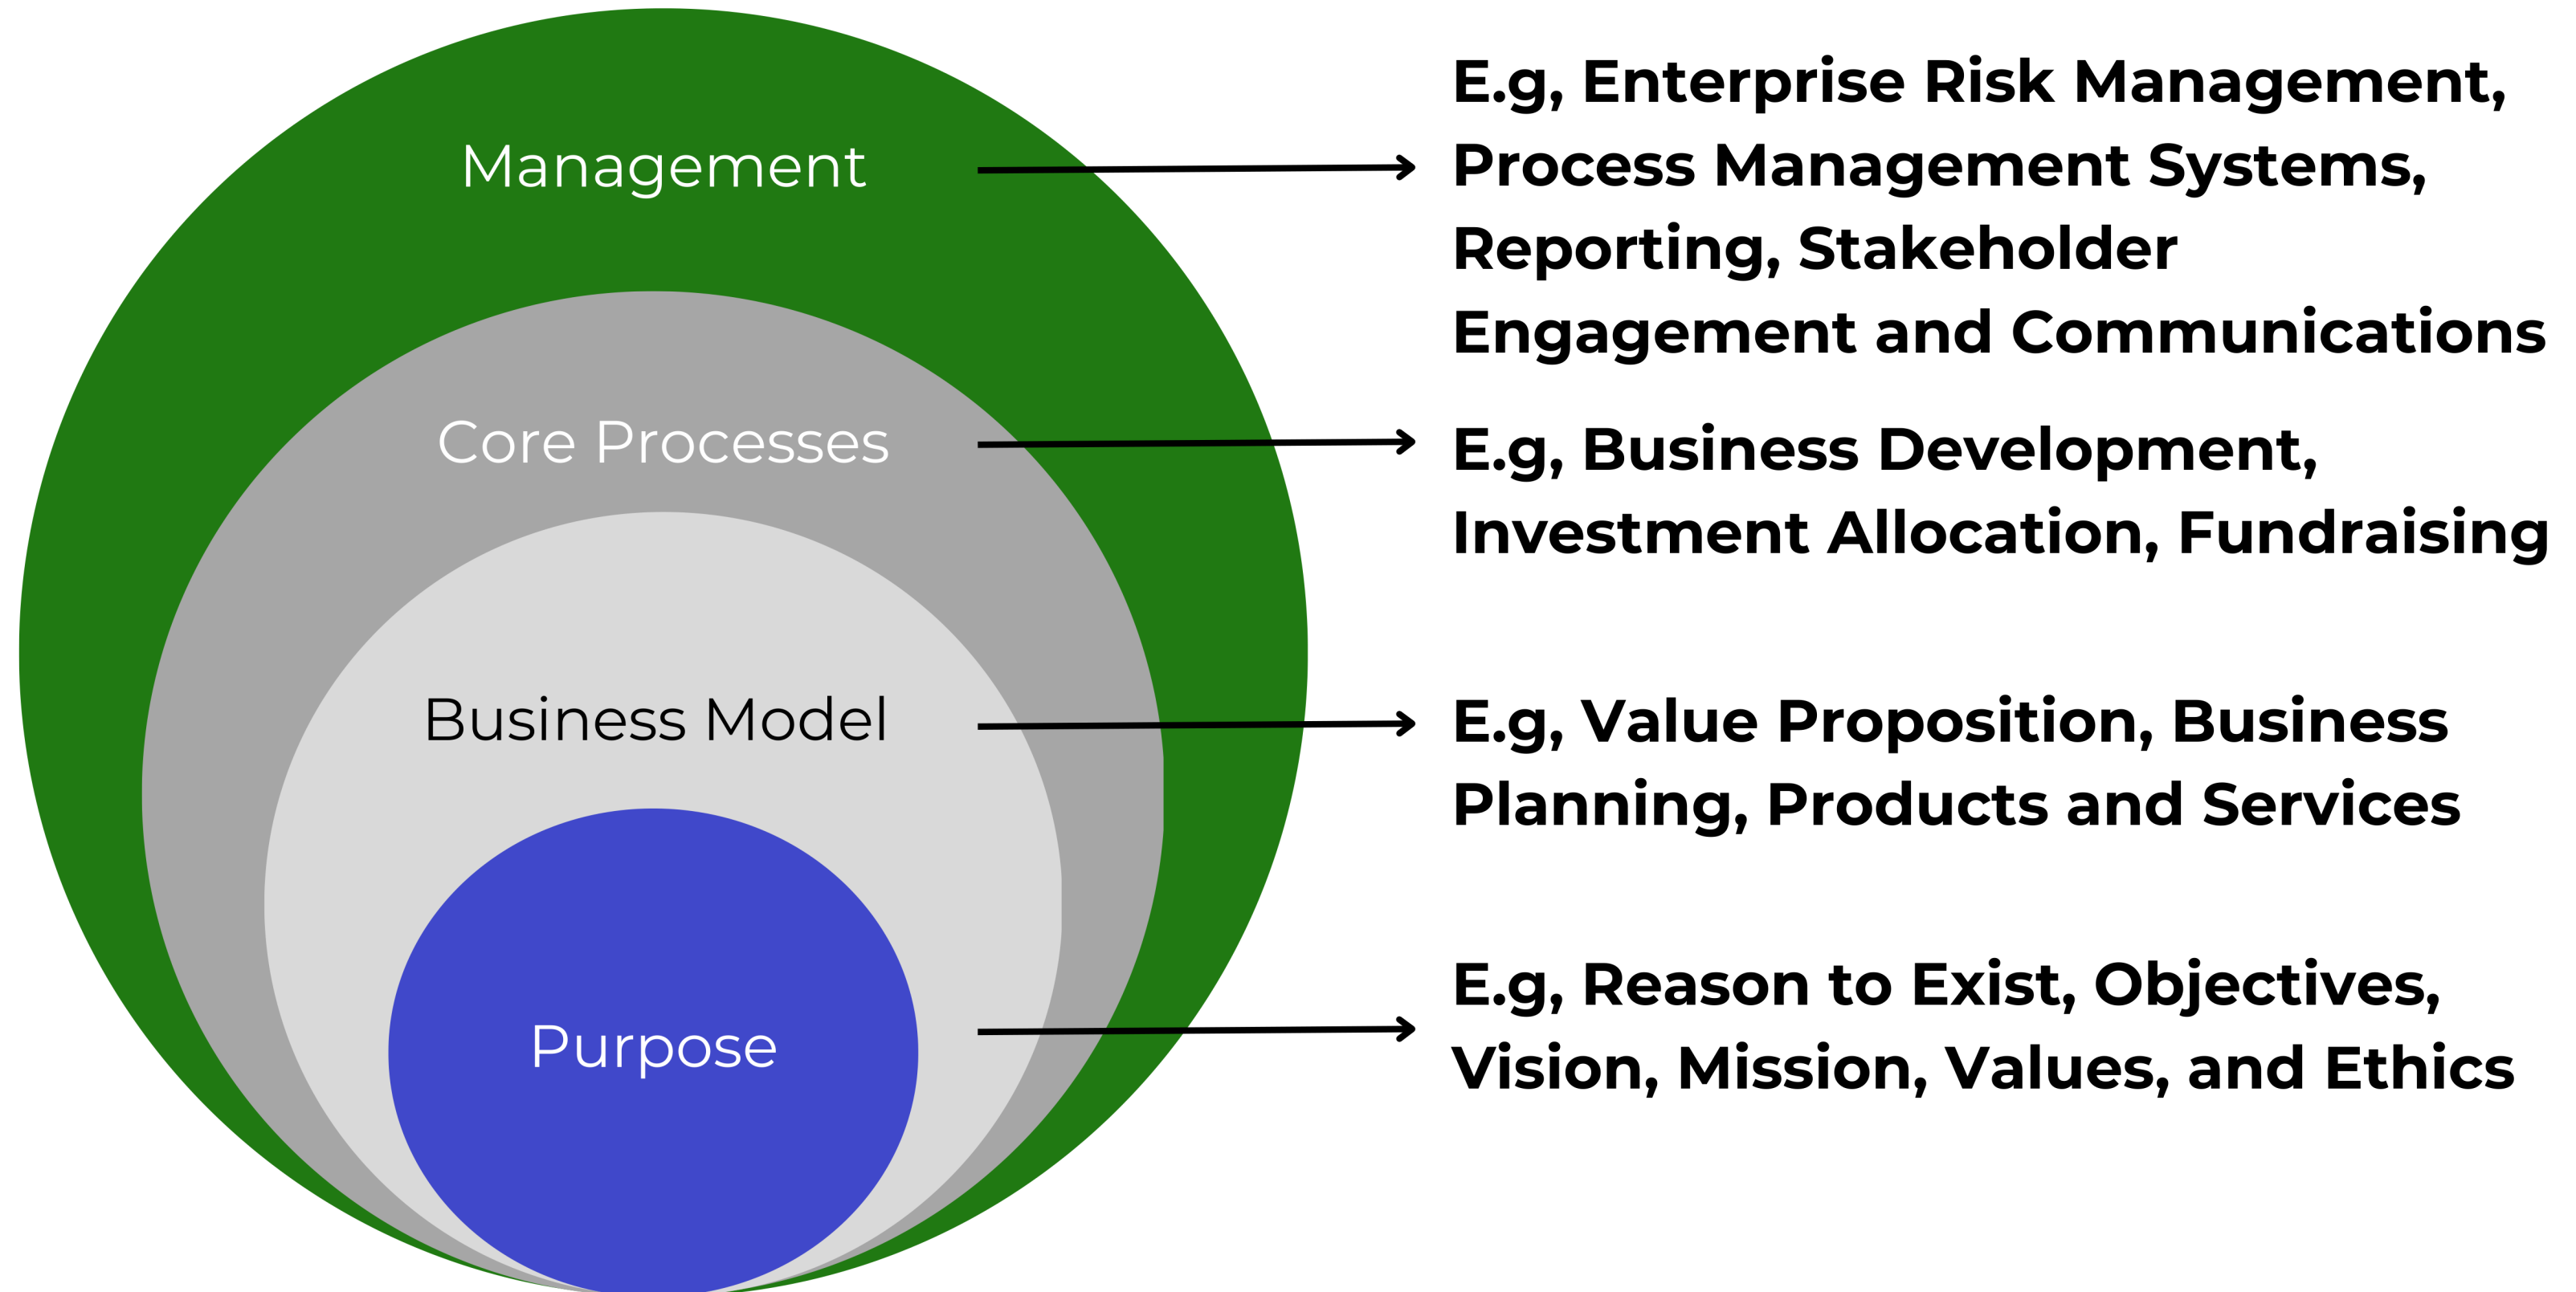 Management
E.g, Enterprise Risk Management,
Process Management Systems,
Reporting, Stakeholder
Engagement and Communications
Core Processes
E.g, Business Development,
Investment Allocation, Fundraising
Business Model
E.g, Value Proposition, Business
Planning, Products and Services
Purpose
E.g, Reason to Exist, Objectives,
Vision, Mission, Values, and Ethics